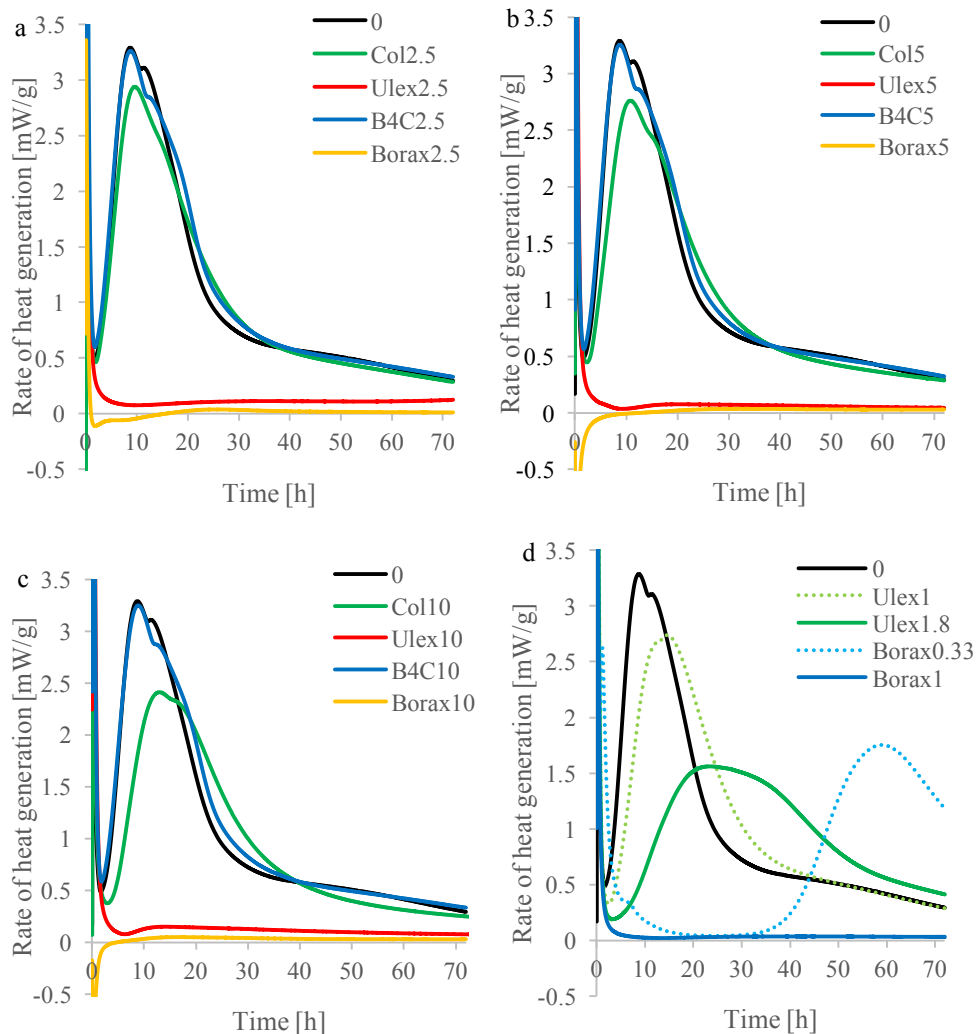 a
0
Col2.5
Ulex2.5
B4C2.5
Borax2.5
Rate of heat generation [mW/g]
3.5
3
2.5
2
1.5
1
0.5
0
-0.5
0 10 20 30 40 50 60 70
Time [h]
b
0
Col5
Ulex5
B4C5
Borax5
Rate of heat generation [mW/g]
3.5
3
2.5
2
1.5
1
0.5
0
-0.5
0 10 20 30 40 50 60 70
Time [h]
c
0
Col10
Ulex10
B4C10
Borax10
Rate of heat generation [mW/g]
3.5
3
2.5
2
1.5
1
0.5
0
-0.5
0 10 20 30 40 50 60 70
Time [h]
d
0
Ulex1
Ulex1.8
Borax0.33
Borax1
Rate of heat generation [mW/g]
3.5
3
2.5
2
1.5
1
0.5
0
-0.5
0 10 20 30 40 50 60 70
Time [h]